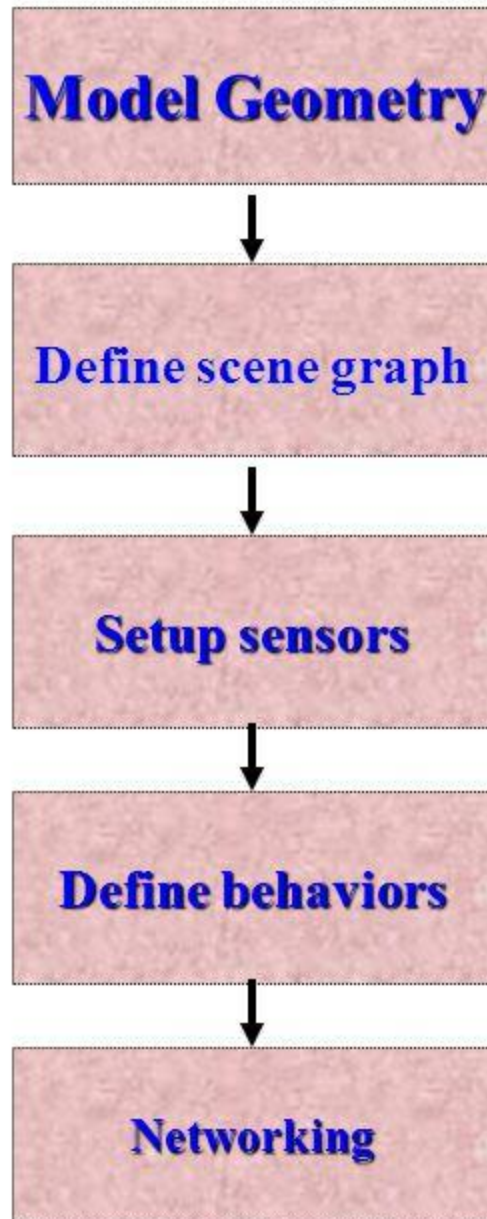 Model Geometry
Define scene graph
Setup sensors
Define behaviors
Networking